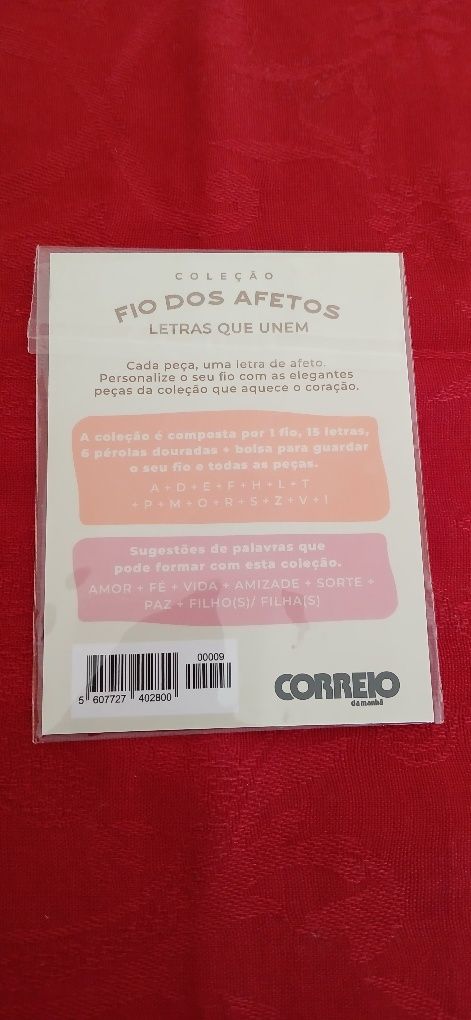 COLEÇÃO
FIO DOS AFETOS
LETRAS QUE UNEM
Cada peça, uma letra de afeto.
Personalize o seu fio com as elegantes
peças da coleção que aquece o coração.
A coleção é composta por 1 fio, 15 letras,
6 pérolas douradas + bolsa para guardar
o seu fio e todas as peças.
A + D + E + F + H + L + T
+ P + M + O + R + S + Z + V + I
Sugestões de palavras que
pode formar com esta coleção.
AMOR + FÉ + VIDA + AMIZADE + SORTE +
PAZ + FILHO(S)/ FILHA(S)
00009
5 607727 402800
CORREIO
da manhã